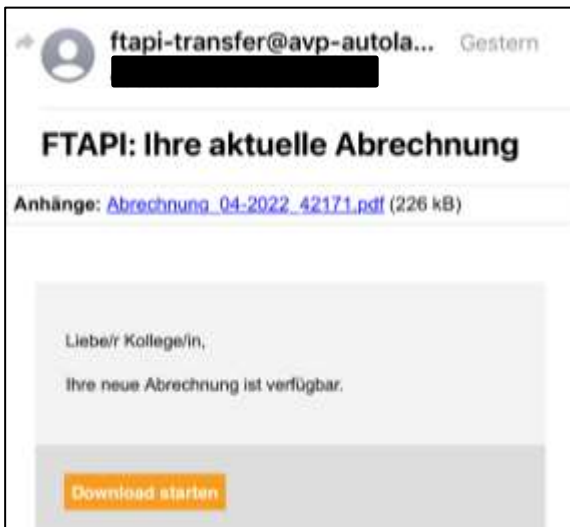 ftapi-transfer@avp-autola... Gestern
FTAPI: Ihre aktuelle Abrechnung
Anhänge: Abrechnung_04-2022_42171.pdf (226 kB)
Liebe/r Kollege/in,
Ihre neue Abrechnung ist verfügbar.
Download starten